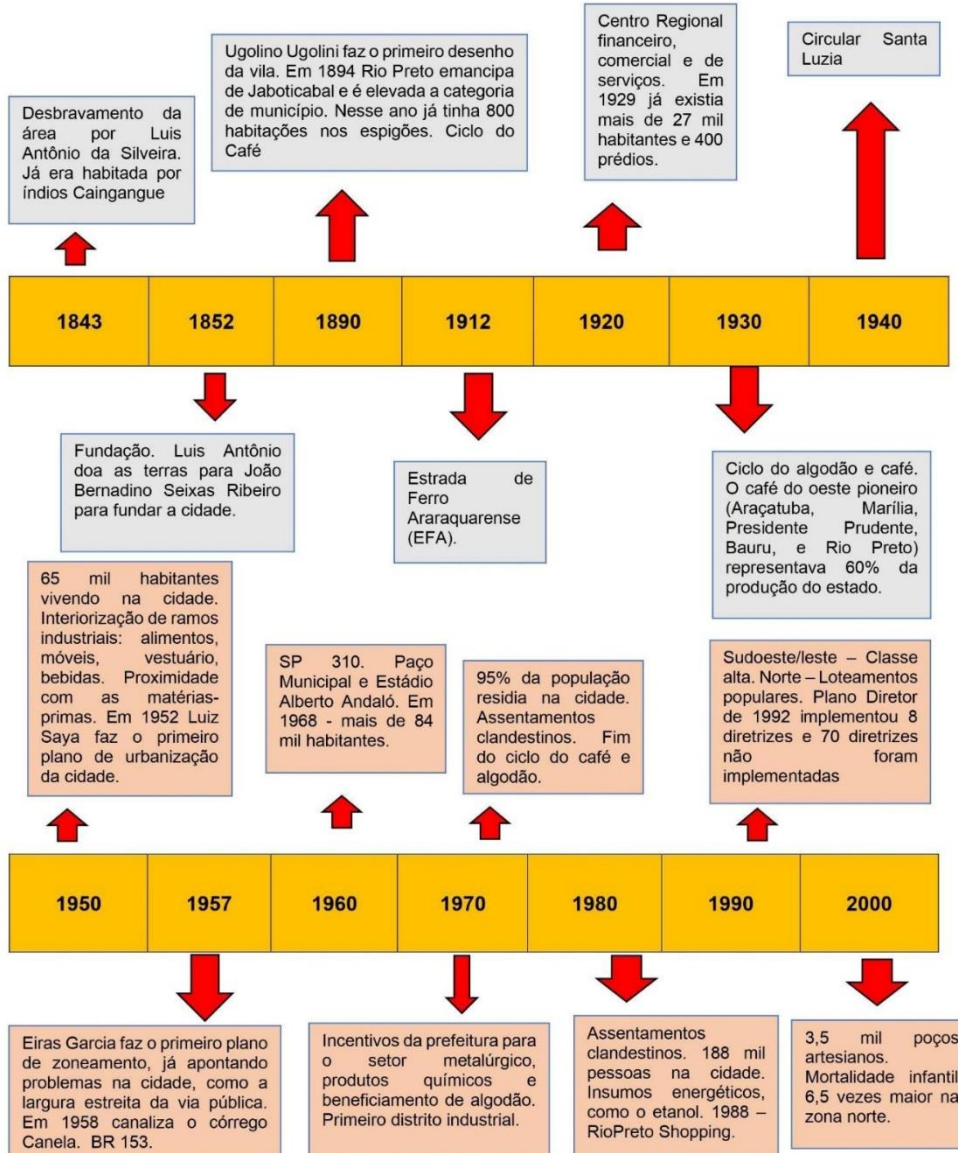 Desbravamento da
área por Luis
Antônio da Silveira.
Já era habitada por
índios Caingangue
Ugolino Ugolini faz o primeiro desenho
da vila. Em 1894 Rio Preto emancipa
de Jaboticabal e é elevada a categoria
de município. Nesse ano já tinha 800
habitações nos espigões. Ciclo do
Café
Centro Regional
financeiro,
comercial e de
serviços. Em
1929 já existia
mais de 27 mil
habitantes e 400
prédios.
Circular Santa
Luzia
1843 1852 1890 1912 1920 1930 1940
Fundação. Luis Antônio
doa as terras para João
Bernadino Seixas Ribeiro
para fundar a cidade.
Estrada de
Ferro
Araraquarense
(EFA).
Ciclo do algodão e café.
O café do oeste pioneiro
(Araçatuba, Marília,
Presidente Prudente,
Bauru, e Rio Preto)
representava 60% da
produção do estado.
65 mil habitantes
vivendo na cidade.
Interiorização de ramos
industriais: alimentos,
móveis, vestuário,
bebidas. Proximidade
com as matérias-
primas. Em 1952 Luiz
Saya faz o primeiro
plano de urbanização
da cidade.
SP 310. Paço
Municipal e Estádio
Alberto Andaló. Em
1968 - mais de 84
mil habitantes.
95% da população
residia na cidade.
Assentamentos
clandestinos. Fim
do ciclo do café e
algodão.
Sudoeste/leste – Classe
alta. Norte – Loteamentos
populares. Plano Diretor
de 1992 implementou 8
diretrizes e 70 diretrizes
não foram
implementadas
1950 1957 1960 1970 1980 1990 2000
Eiras Garcia faz o primeiro plano
de zoneamento, já apontando
problemas na cidade, como a
largura estreita da via pública.
Em 1958 canaliza o córrego
Canela. BR 153.
Incentivos da prefeitura para
o setor metalúrgico,
produtos químicos e
beneficiamento de algodão.
Primeiro distrito industrial.
Assentamentos
clandestinos. 188 mil
pessoas na cidade.
Insumos energéticos,
como o etanol. 1988 –
RioPreto Shopping.
3,5 mil poços
artesianos.
Mortalidade infantil
6,5 vezes maior na
zona norte.